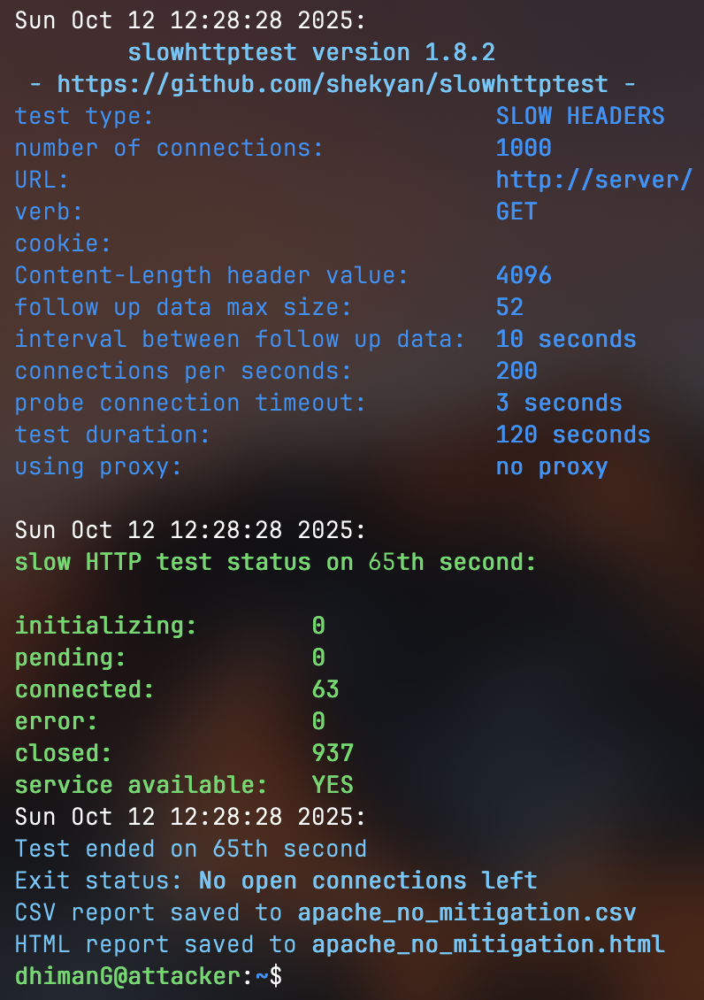 Sun Oct 12 12:28:28 2025:
slowhttptest version 1.8.2
- https://github.com/shekyan/slowhttptest -
test type: SLOW HEADERS
number of connections: 1000
URL: http://server/
verb: GET
cookie:
Content-Length header value: 4096
follow up data max size: 52
interval between follow up data: 10 seconds
connections per seconds: 200
probe connection timeout: 3 seconds
test duration: 120 seconds
using proxy: no proxy
Sun Oct 12 12:28:28 2025:
slow HTTP test status on 65th second:
initializing: 0
pending: 0
connected: 63
error: 0
closed: 937
service available: YES
Sun Oct 12 12:28:28 2025:
Test ended on 65th second
Exit status: No open connections left
CSV report saved to apache_no_mitigation.csv
HTML report saved to apache_no_mitigation.html
dhimanG@attacker:~$